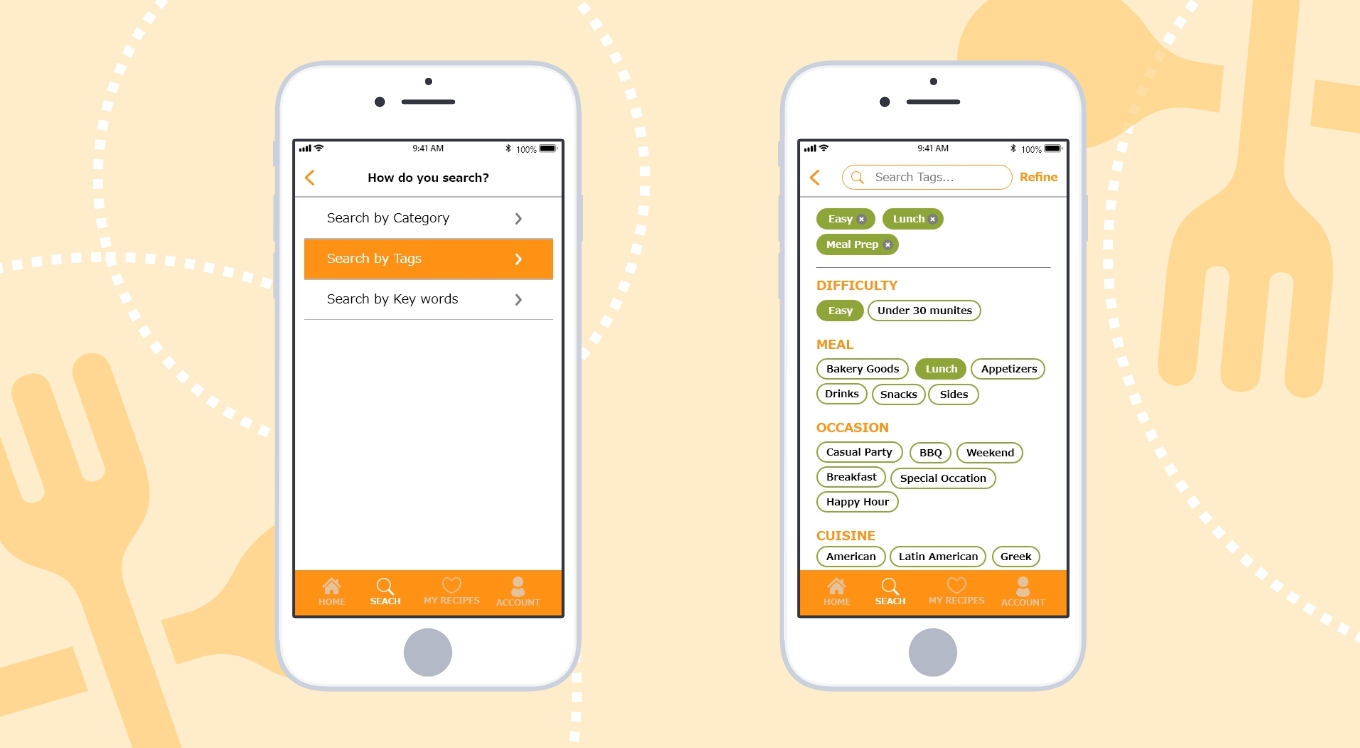 9:41 AM 100%
How do you search?
Search by Category
Search by Tags
Search by Key words
HOME SEACH MY RECIPES ACCOUNT
9:41 AM 100%
Search Tags... Refine
Easy Lunch
Meal Prep
DIFFICULTY
Easy Under 30 munites
MEAL
Bakery Goods Lunch Appetizers
Drinks Snacks Sides
OCCASION
Casual Party BBQ Weekend
Breakfast Special Occation
Happy Hour
CUISINE
American Latin American Greek
HOME SEACH MY RECIPES ACCOUNT